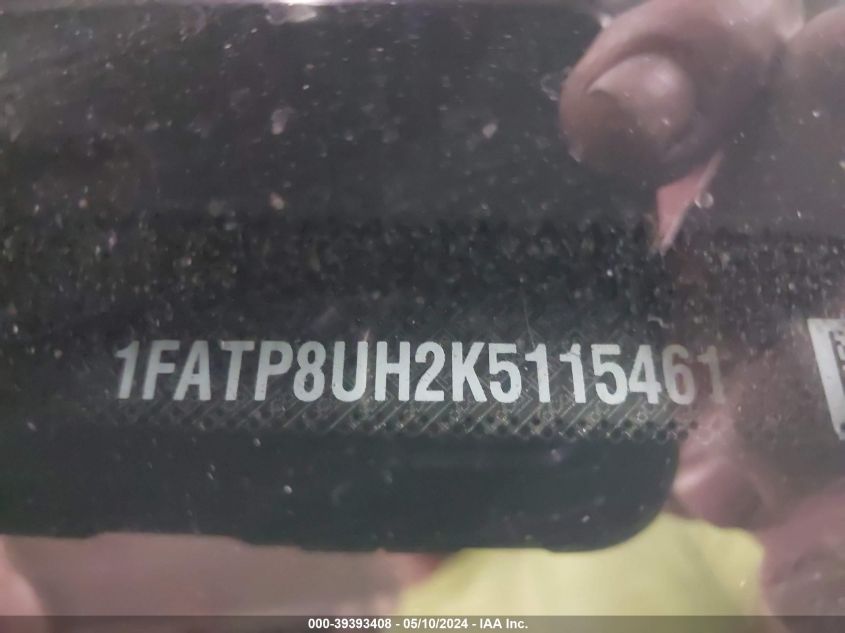 1FATP8UH2K5115461
000-39393408 - 05/10/2024 - IAA Inc.